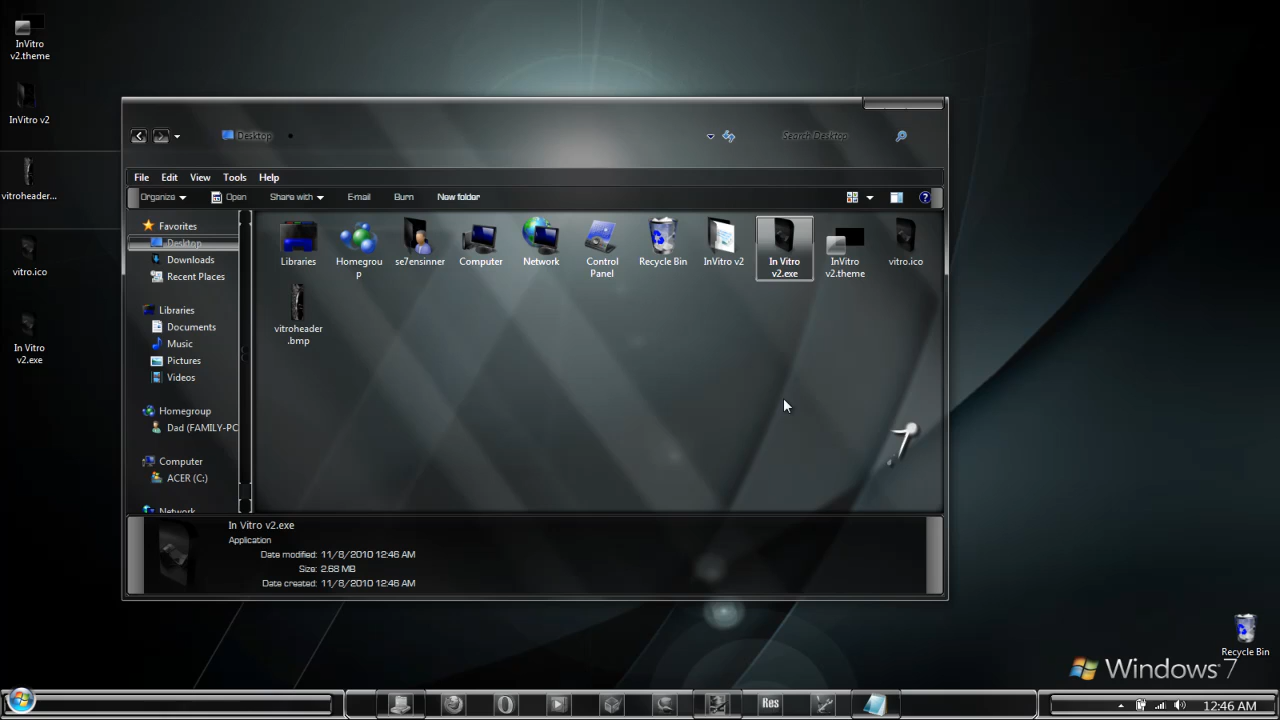 InVitro
v2.theme
InVitro v2
vitroheader...
vitro.ico
In Vitro
v2.exe
Desktop
Search Desktop
File Edit View Tools Help
Organize Open Share with E-mail Burn New folder
Favorites
Desktop
Downloads
Recent Places
Libraries
Documents
Music
Pictures
Videos
Homegroup
Dad (FAMILY-PC
Computer
ACER (C:)
Network
Libraries
Homegrou
p
se7ensinner
Computer
Network
Control
Panel
Recycle Bin
InVitro v2
In Vitro
v2.exe
InVitro
v2.theme
vitro.ico
vitroheader
.bmp
In Vitro v2.exe
Application
Date modified: 11/8/2010 12:46 AM
Size: 2.68 MB
Date created: 11/8/2010 12:46 AM
Recycle Bin
Windows 7
Res
12:46 AM